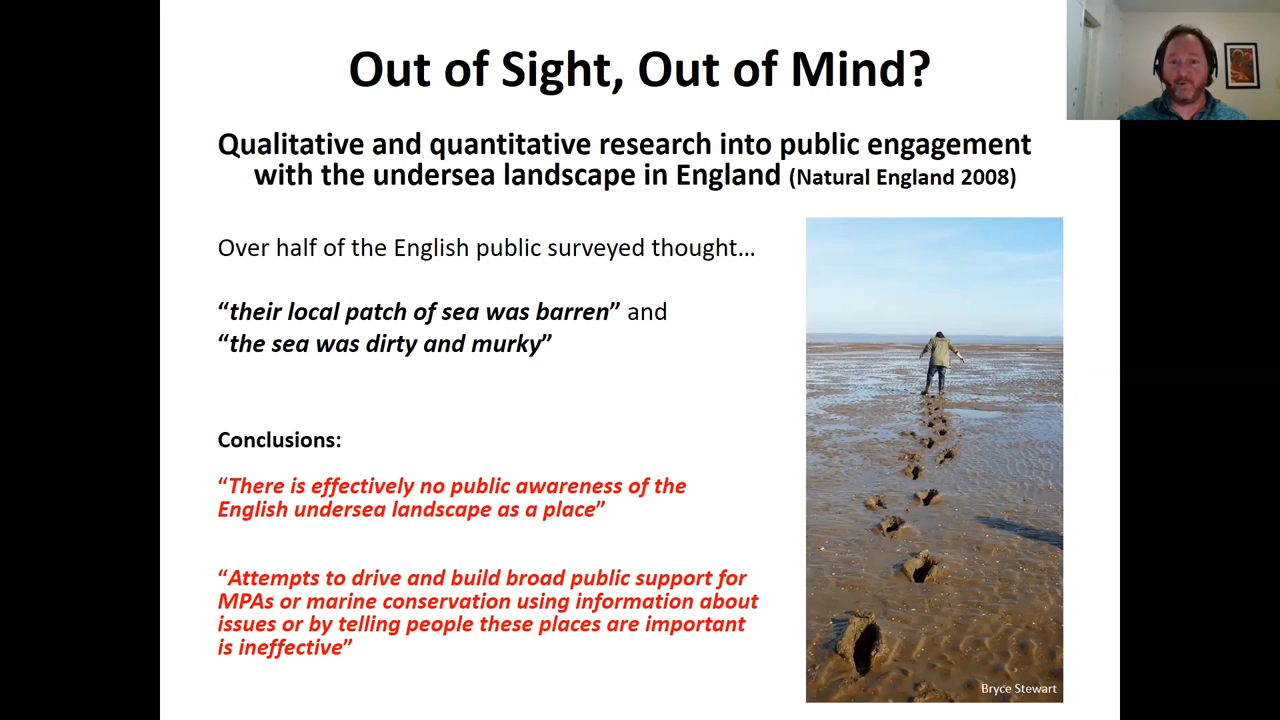 Out of Sight, Out of Mind?
Qualitative and quantitative research into public engagement
with the undersea landscape in England (Natural England 2008)
Over half of the English public surveyed thought…
“their local patch of sea was barren” and
“the sea was dirty and murky”
Conclusions:
“There is effectively no public awareness of the
English undersea landscape as a place”
“Attempts to drive and build broad public support for
MPAs or marine conservation using information about
issues or by telling people these places are important
is ineffective”
Bryce Stewart